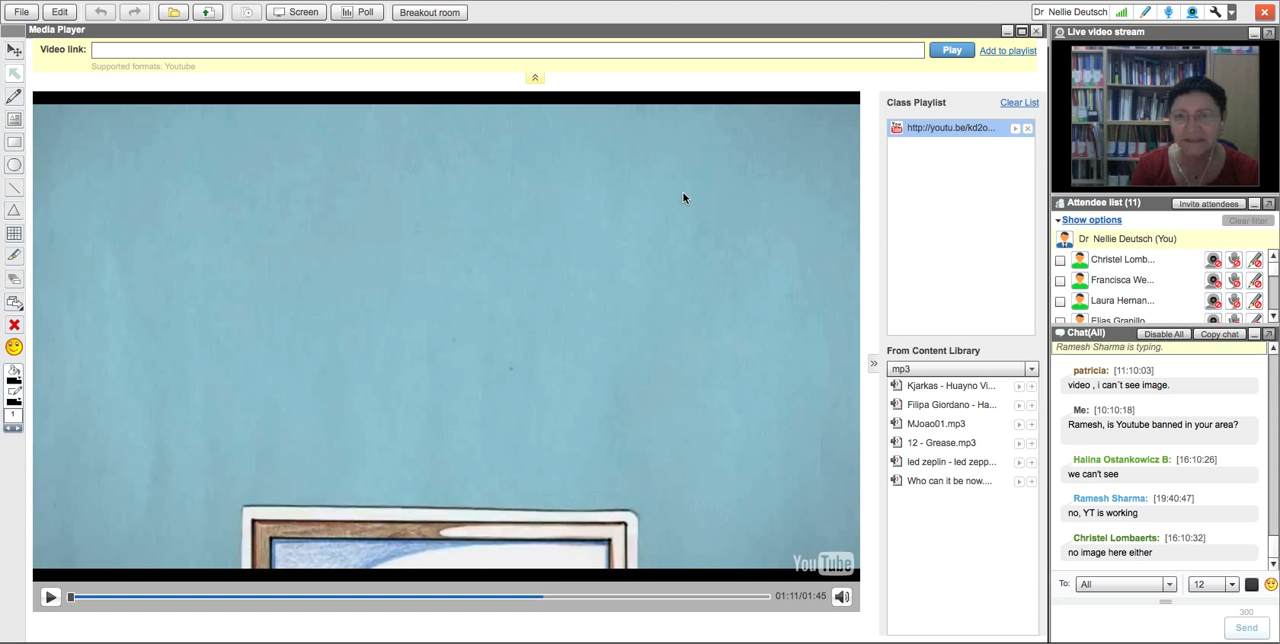 File Edit Screen Poll Breakout room Dr Nellie Deutsch
Media Player
Video link: Play Add to playlist
Supported formats: Youtube
Class Playlist Clear List
http://youtu.be/kd2o...
YouTube
01:11/01:45
From Content Library
mp3
Kjarkas - Huayno Vi...
Filipa Giordano - Ha...
MJoao01.mp3
12 - Grease.mp3
led zeplin - led zepp...
Who can it be now....
Live video stream
Attendee list (11) Invite attendees
Show options Clear filter
Dr Nellie Deutsch (You)
Christel Lomb...
Francisca We...
Laura Hernan...
Elias Granillo
Chat(All) Disable All Copy chat
Ramesh Sharma is typing.
patricia: [11:10:03]
video , i can´t see image.
Me: [10:10:18]
Ramesh, is Youtube banned in your area?
Halina Ostankowicz B: [16:10:26]
we can't see
Ramesh Sharma: [19:40:47]
no, YT is working
Christel Lombaerts: [16:10:32]
no image here either
To: All 12
300
Send
1